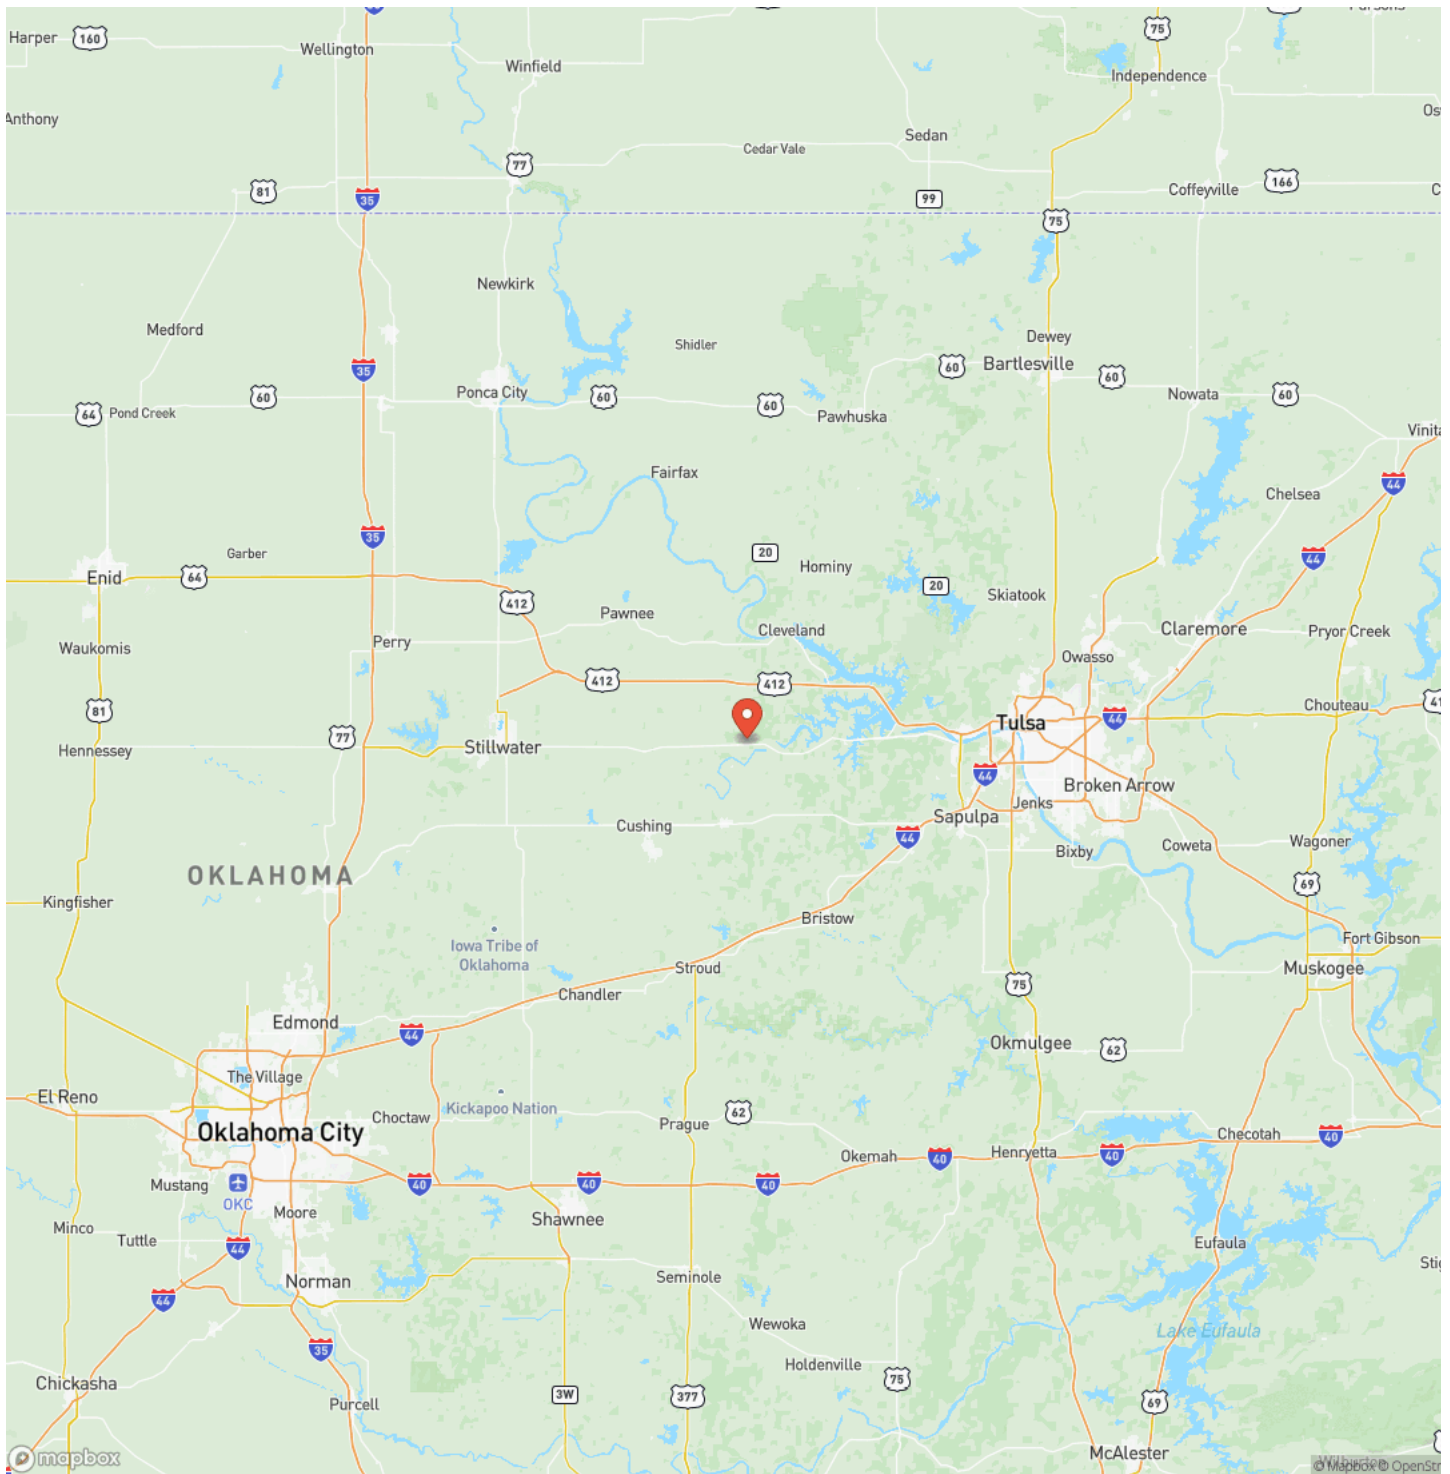 Harper
160
Wellington
Winfield
75
Independence
Anthony
Sedan
Cedar Vale
77
81
35
99
Coffeyville
166
75
Newkirk
Medford
Shidler
Dewey
35
Bartlesville
60
60
Ponca City
60
60
60
Nowata
60
64
Pond Creek
Pawhuska
Vinita
Fairfax
44
Chelsea
35
Garber
20
Hominy
44
Enid
64
20
Skiatook
412
Pawnee
Cleveland
Claremore
Pryor Creek
Perry
Waukomis
Owasso
412
412
81
Tulsa
44
Chouteau
77
Hennessey
Stillwater
44
Broken Arrow
Jenks
Sapulpa
Cushing
44
Bixby
Coweta
Wagoner
OKLAHOMA
69
Kingfisher
Bristow
Iowa Tribe of
Oklahoma
Fort Gibson
Stroud
Muskogee
75
Chandler
Edmond
44
Okmulgee
62
The Village
El Reno
Kickapoo Nation
Choctaw
62
Prague
Oklahoma City
Checotah
40
Okemah
40
Henryetta
40
Mustang
OKC
40
40
40
Moore
Shawnee
Minco
Tuttle
44
Eufaula
Norman
Seminole
44
Wewoka
Lake Eufaula
35
Holdenville
Chickasha
75
3W
377
69
Purcell
McAlester
mapbox
Wilburton
© Mapbox © OpenStr